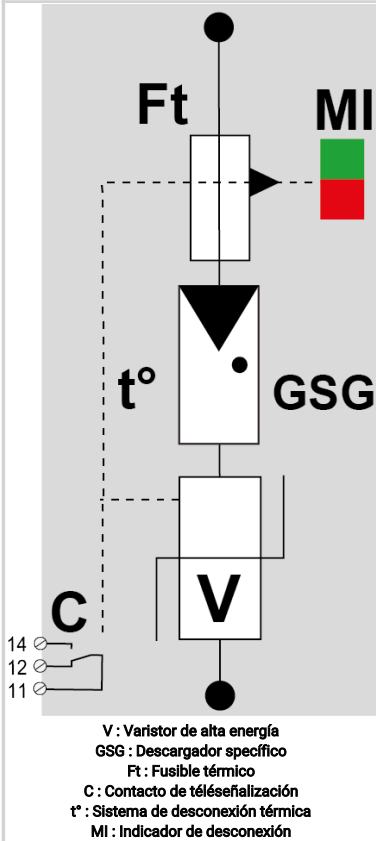 Ft
MI
t°
GSG
V
C
14
12
11
V : Varistor de alta energía
GSG : Descargador specífico
Ft : Fusible térmico
C : Contacto de téléseñalización
t° : Sistema de desconexión térmica
MI : Indicador de desconexión